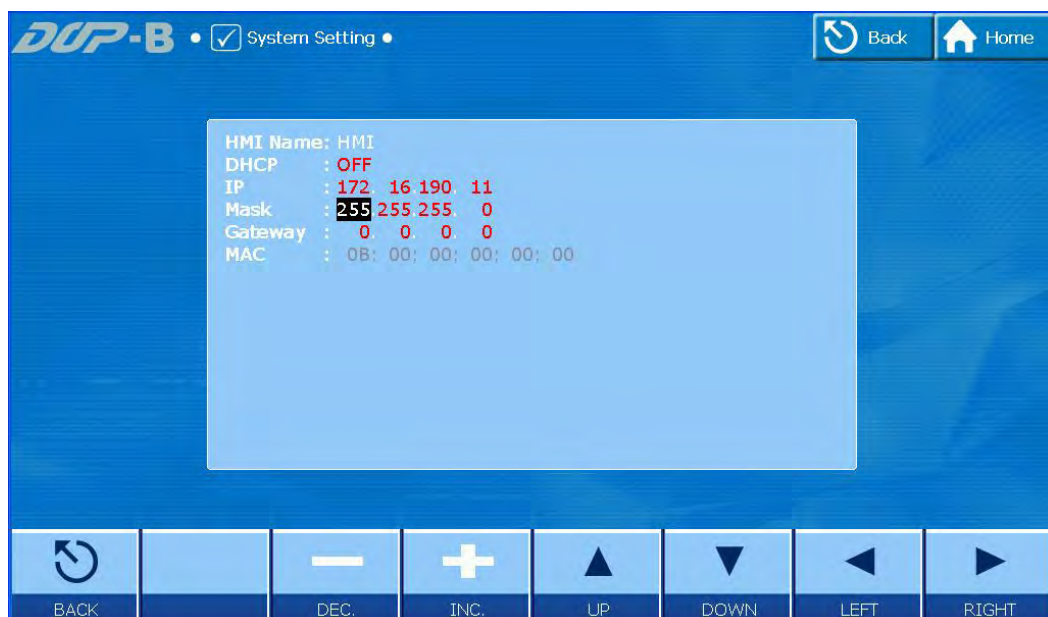 DOP-B • System Setting • Back Home
HMI Name: HMI
DHCP : OFF
IP : 172. 16.190. 11
Mask : 255.255.255. 0
Gateway : 0. 0. 0. 0
MAC : 0B; 00; 00; 00; 00; 00
BACK DEC. INC. UP DOWN LEFT RIGHT